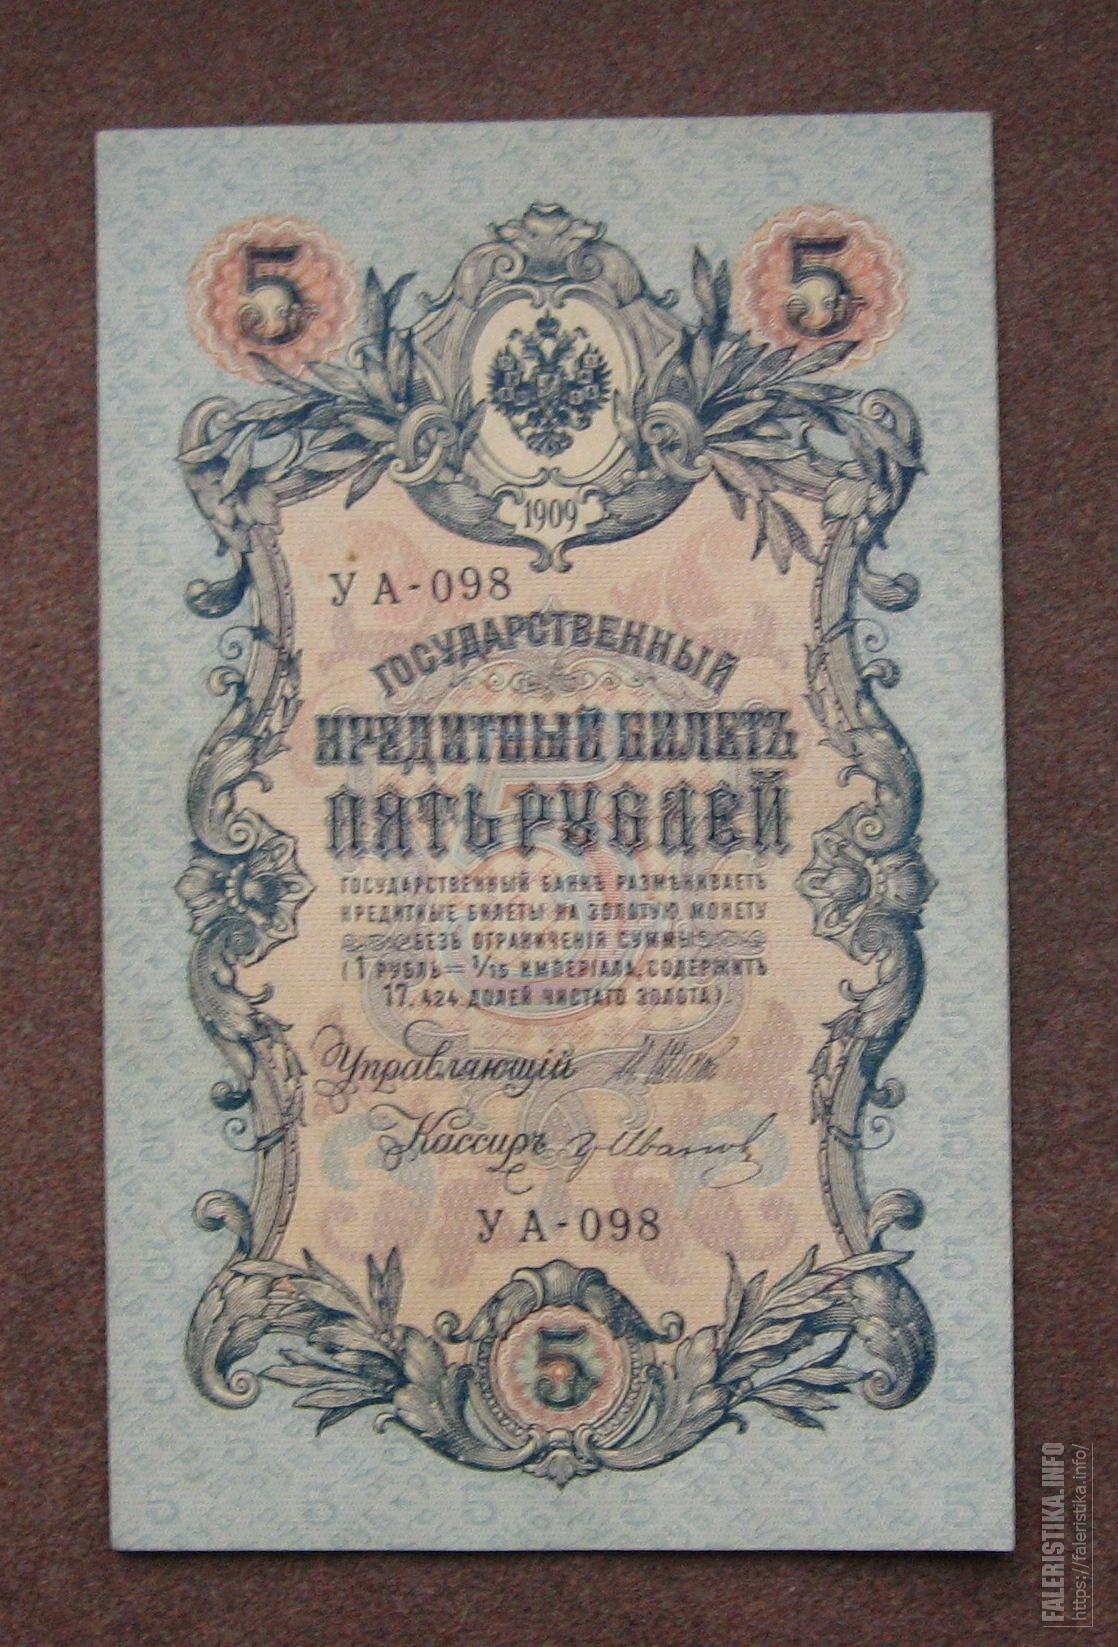 5 5
1909
УА-098
ГОСУДАРСТВЕННЫЙ
КРЕДИТНЫЙ БИЛЕТЪ
ПЯТЬ РУБЛЕЙ
ГОСУДАРСТВЕННЫЙ БАНКЪ РАЗМѢНИВАЕТЪ
КРЕДИТНЫЕ БИЛЕТЫ НА ЗОЛОТУЮ МОНЕТУ
БЕЗЪ ОГРАНИЧЕНІЯ СУММЫ
(1 РУБЛЬ = 1/15 ИМПЕРІАЛА, СОДЕРЖИТЪ
17,424 ДОЛЕЙ ЧИСТАГО ЗОЛОТА).
Управляющій
Кассиръ Гр. Иванов
УА-098
5
FALERISTIKA.INFO
https://faleristika.info/